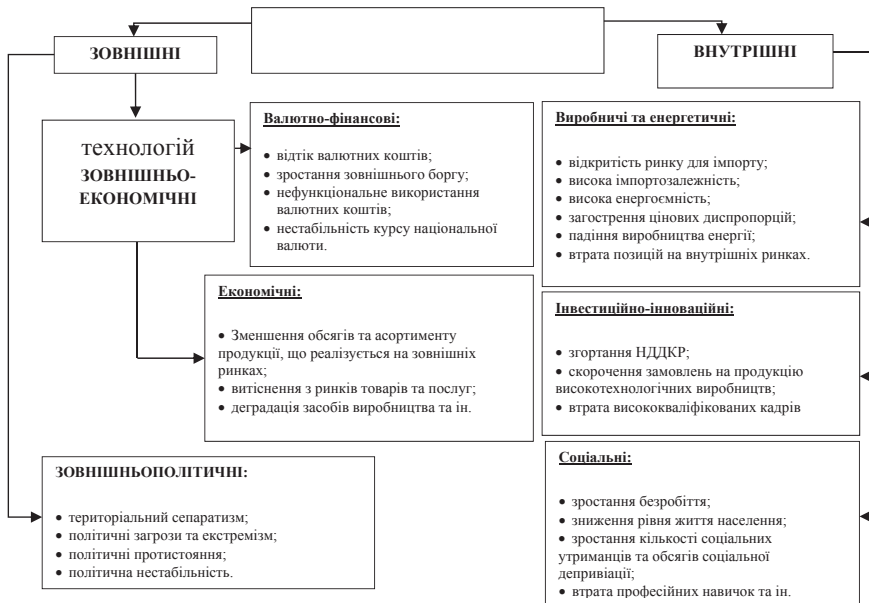 ЗОВНІШНІ
ВНУТРІШНІ
технологій
ЗОВНІШНЬО-
ЕКОНОМІЧНІ
Валютно-фінансові:
• відтік валютних коштів;
• зростання зовнішнього боргу;
• нефункціональне використання
валютних коштів;
• нестабільність курсу національної
валюти.
Економічні:
• Зменшення обсягів та асортименту
продукції, що реалізується на зовнішніх
ринках;
• витіснення з ринків товарів та послуг;
• деградація засобів виробництва та ін.
ЗОВНІШНЬОПОЛІТИЧНІ:
• територіальний сепаратизм;
• політичні загрози та екстремізм;
• політичні протистояння;
• політична нестабільність.
Виробничі та енергетичні:
• відкритість ринку для імпорту;
• висока імпортозалежність;
• висока енергоємність;
• загострення цінових диспропорцій;
• падіння виробництва енергії;
• втрата позицій на внутрішніх ринках.
Інвестиційно-інноваційні:
• згортання НДДКР;
• скорочення замовлень на продукцію
високотехнологічних виробництв;
• втрата висококваліфікованих кадрів
Соціальні:
• зростання безробіття;
• зниження рівня життя населення;
• зростання кількості соціальних
утриманців та обсягів соціальної
депривіації;
• втрата професійних навичок та ін.